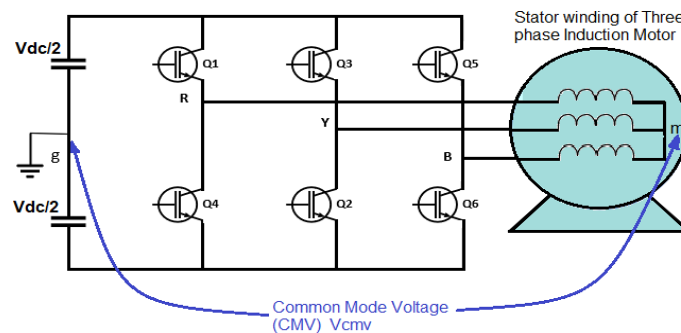 Stator winding of Three
phase Induction Motor
Vdc/2
Q1
Q3
Q5
R
Y
m
g
B
Vdc/2
Q4
Q2
Q6
Common Mode Voltage
(CMV) Vcmv